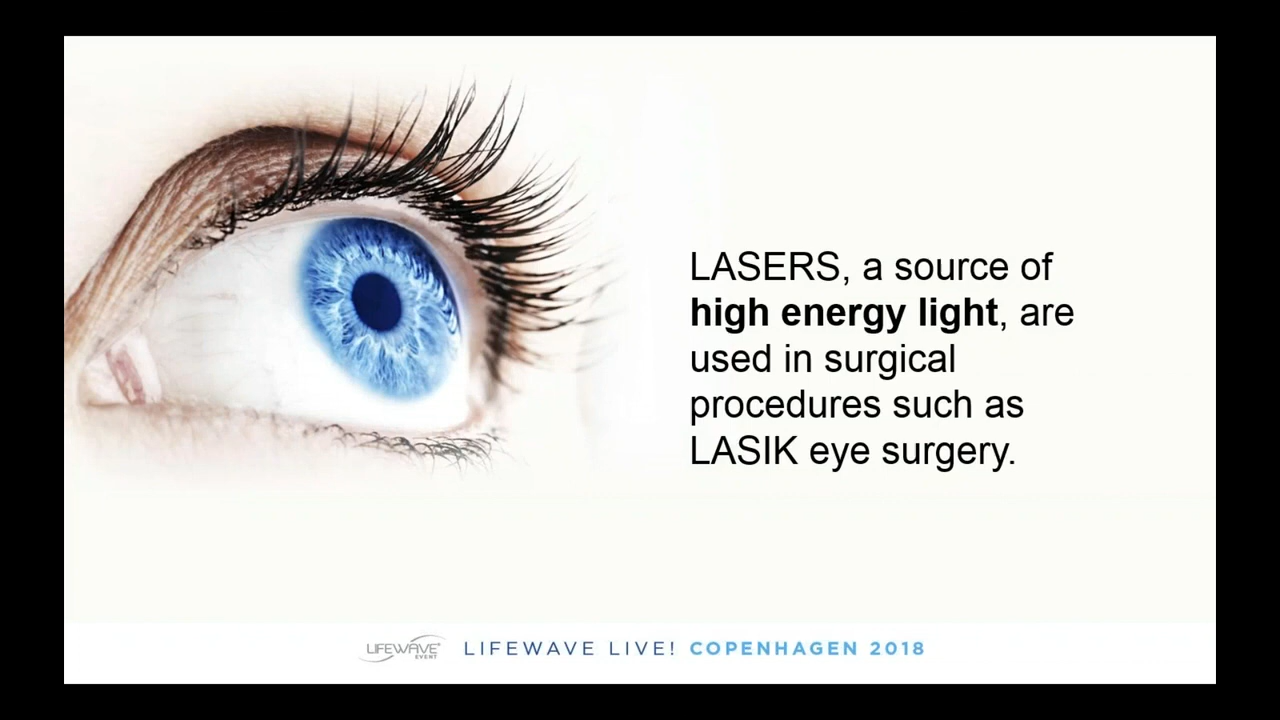 LASERS, a source of
high energy light, are
used in surgical
procedures such as
LASIK eye surgery.
LIFEWAVE EVENT LIFEWAVE LIVE! COPENHAGEN 2018